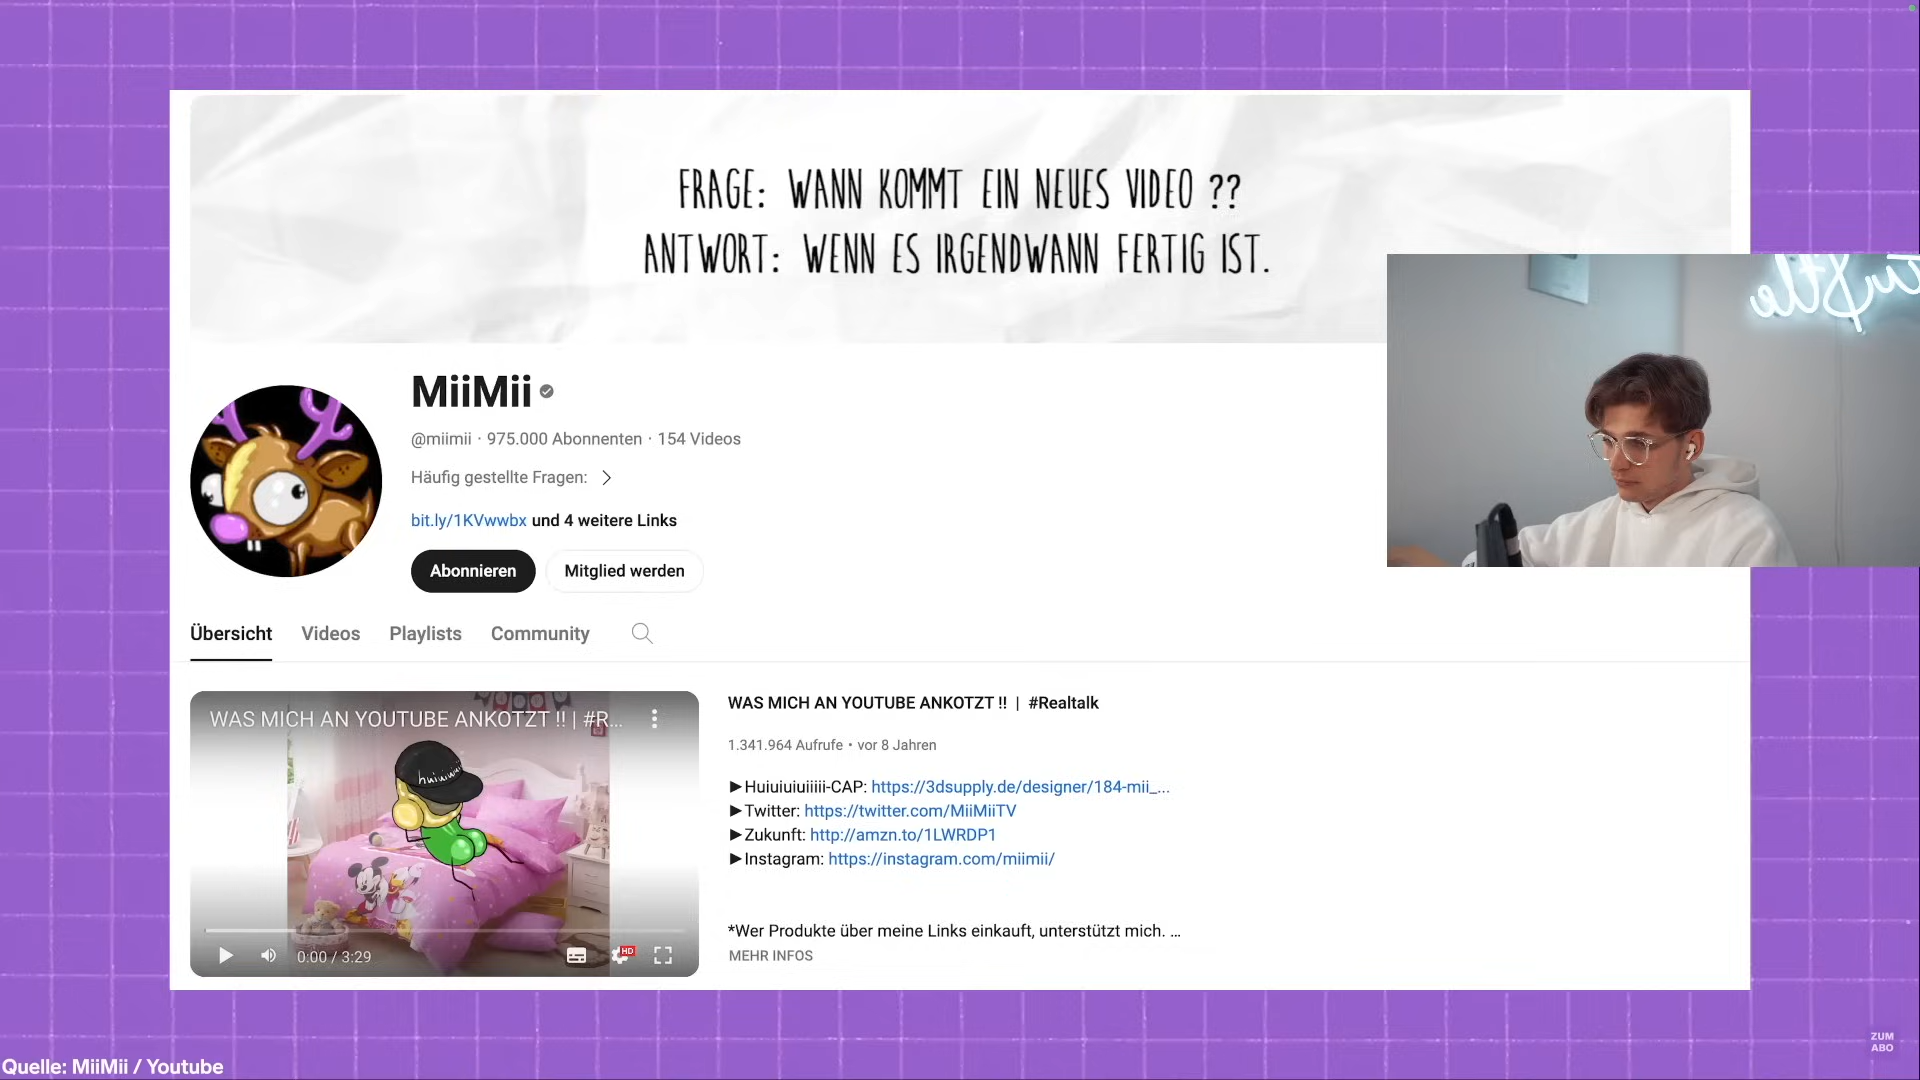 FRAGE: WANN KOMMT EIN NEUES VIDEO ??
ANTWORT: WENN ES IRGENDWANN FERTIG IST.
MiiMii
@miimii · 975.000 Abonnenten · 154 Videos
Häufig gestellte Fragen:
bit.ly/1KVwwbx und 4 weitere Links
Abonnieren Mitglied werden
Übersicht Videos Playlists Community
WAS MICH AN YOUTUBE ANKOTZT !! | #R...
huiuiui
0:00 / 3:29
HD
WAS MICH AN YOUTUBE ANKOTZT !! | #Realtalk
1.341.964 Aufrufe • vor 8 Jahren
►Huiuiuiuiiiii-CAP: https://3dsupply.de/designer/184-mii_...
►Twitter: https://twitter.com/MiiMiiTV
►Zukunft: http://amzn.to/1LWRDP1
►Instagram: https://instagram.com/miimii/
*Wer Produkte über meine Links einkauft, unterstützt mich. ...
MEHR INFOS
ZUM
ABO
Quelle: MiiMii / Youtube